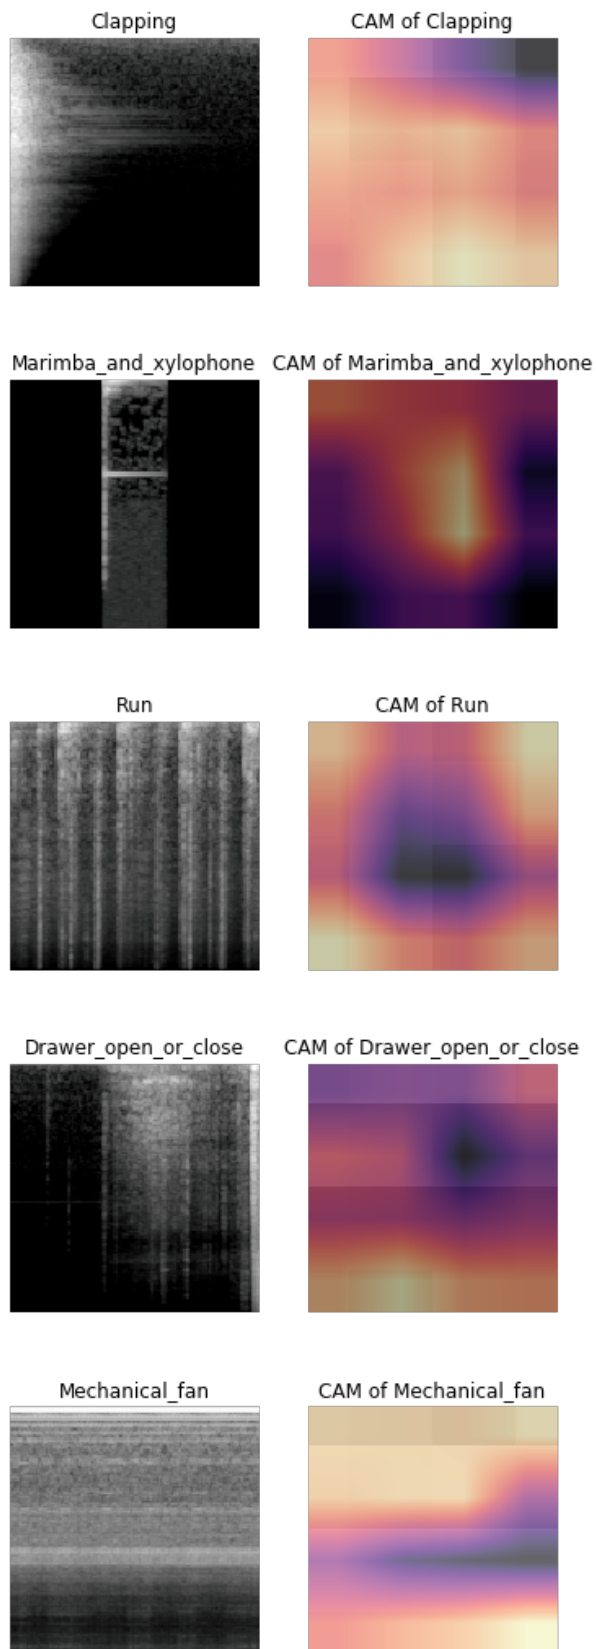 Clapping
CAM of Clapping
Marimba_and_xylophone
CAM of Marimba_and_xylophone
Run
CAM of Run
Drawer_open_or_close
CAM of Drawer_open_or_close
Mechanical_fan
CAM of Mechanical_fan